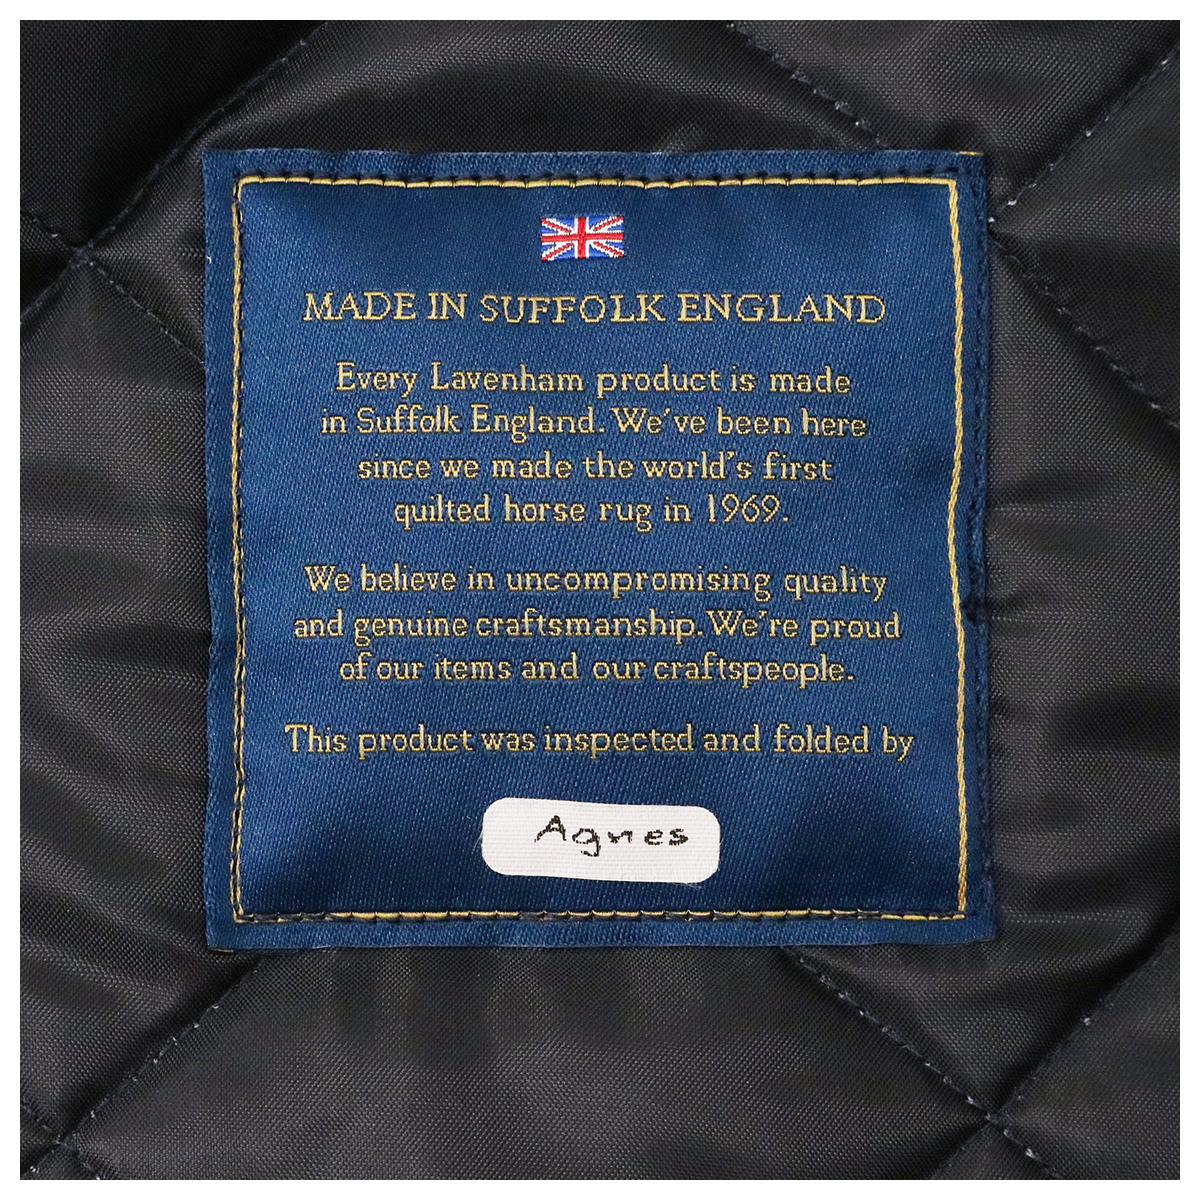 MADE IN SUFFOLK ENGLAND
Every Lavenham product is made
in Suffolk England. We've been here
since we made the world's first
quilted horse rug in 1969.
We believe in uncompromising quality
and genuine craftsmanship. We're proud
of our items and our craftspeople.
This product was inspected and folded by
Agnes